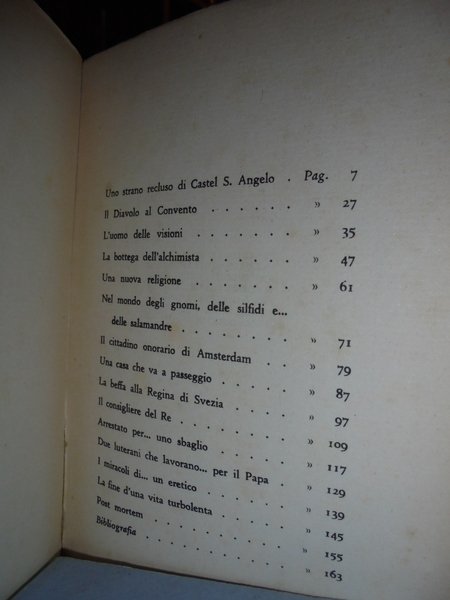 Uno strano recluso di Castel S. Angelo . Pag. 7
Il Diavolo al Convento . . . . . . » 27
L'uomo delle visioni . . . . . . . » 35
La bottega dell'alchimista . . . . . » 47
Una nuova religione . . . . . . . » 61
Nel mondo degli gnomi, delle silfidi e...
delle salamandre . . . . . . . » 71
Il cittadino onorario di Amsterdam . . . » 79
Una casa che va a passeggio . . . . . » 87
La beffa alla Regina di Svezia . . . . » 97
Il consigliere del Re . . . . . . . » 109
Arrestato per... uno sbaglio . . . . . » 117
Due luterani che lavorano... per il Papa . » 129
I miracoli di... un eretico . . . . . » 139
La fine d'una vita turbolenta . . . . » 145
Post mortem . . . . . . . . » 155
Bibliografia . . . . . . . . » 163